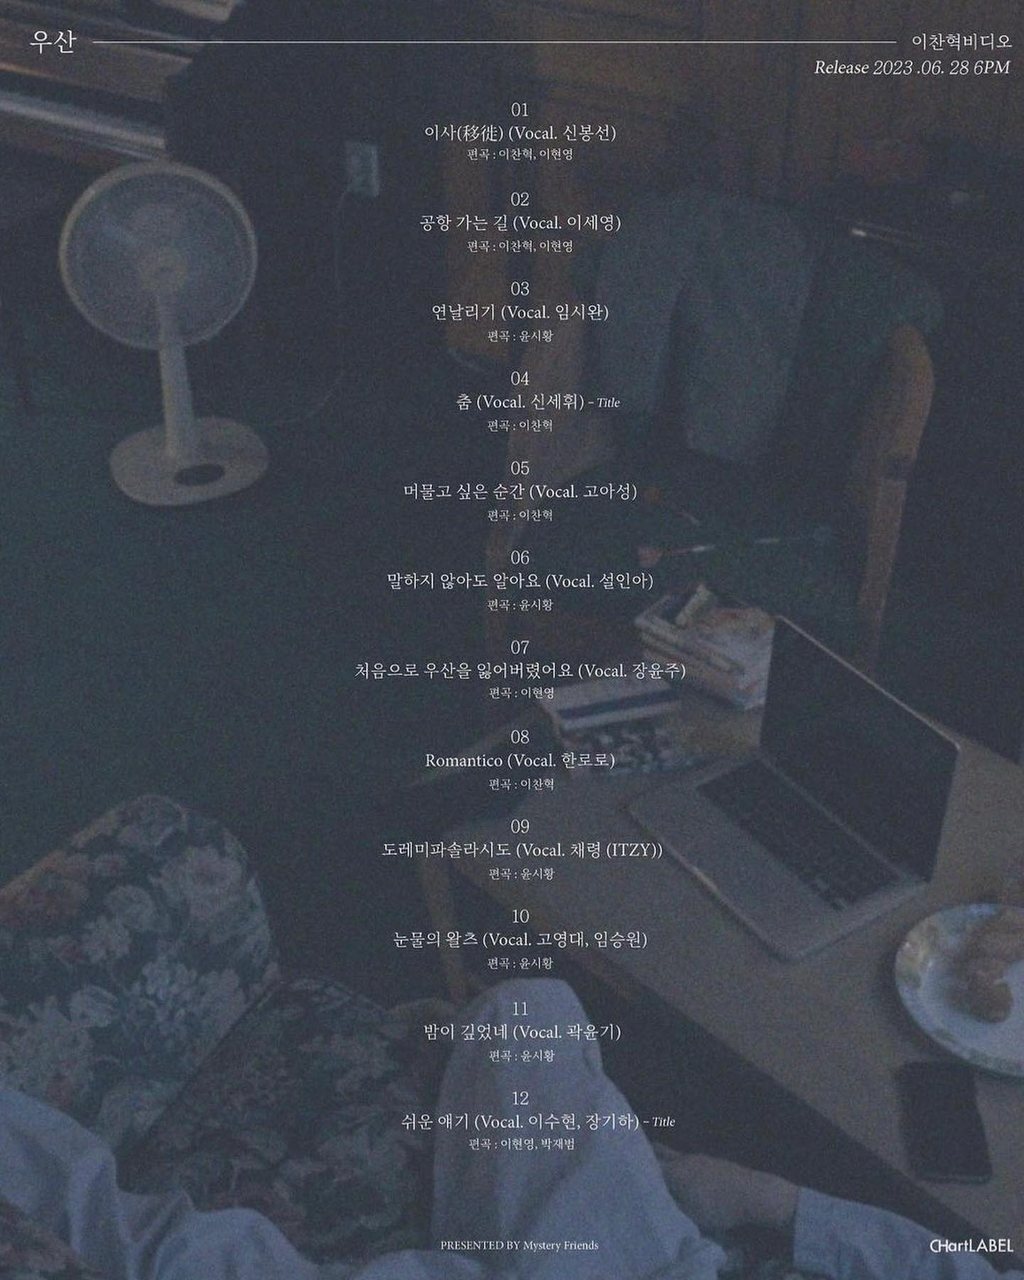 우산
이찬혁비디오
Release 2023 .06. 28 6PM
01
이사(移徙) (Vocal. 신봉선)
편곡 : 이찬혁, 이현영
02
공항 가는 길 (Vocal. 이세영)
편곡 : 이찬혁, 이현영
03
연날리기 (Vocal. 임시완)
편곡 : 윤시황
04
춤 (Vocal. 신세휘) – Title
편곡 : 이찬혁
05
머물고 싶은 순간 (Vocal. 고아성)
편곡 : 이찬혁
06
말하지 않아도 알아요 (Vocal. 설인아)
편곡 : 윤시황
07
처음으로 우산을 잃어버렸어요 (Vocal. 장윤주)
편곡 : 이현영
08
Romantico (Vocal. 한로로)
편곡 : 이찬혁
09
도레미파솔라시도 (Vocal. 채령 (ITZY))
편곡 : 윤시황
10
눈물의 왈츠 (Vocal. 고영대, 임승원)
편곡 : 윤시황
11
밤이 깊었네 (Vocal. 곽윤기)
편곡 : 윤시황
12
쉬운 얘기 (Vocal. 이수현, 장기하) – Title
편곡 : 이현영, 박재범
PRESENTED BY Mystery Friends
CHartLABEL